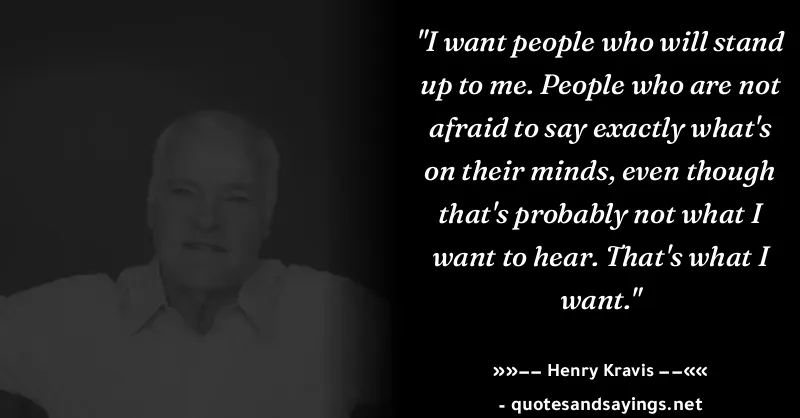 "I want people who will stand
up to me. People who are not
afraid to say exactly what's
on their minds, even though
that's probably not what I
want to hear. That's what I
want."
»»−− Henry Kravis −−««
- quotesandsayings.net